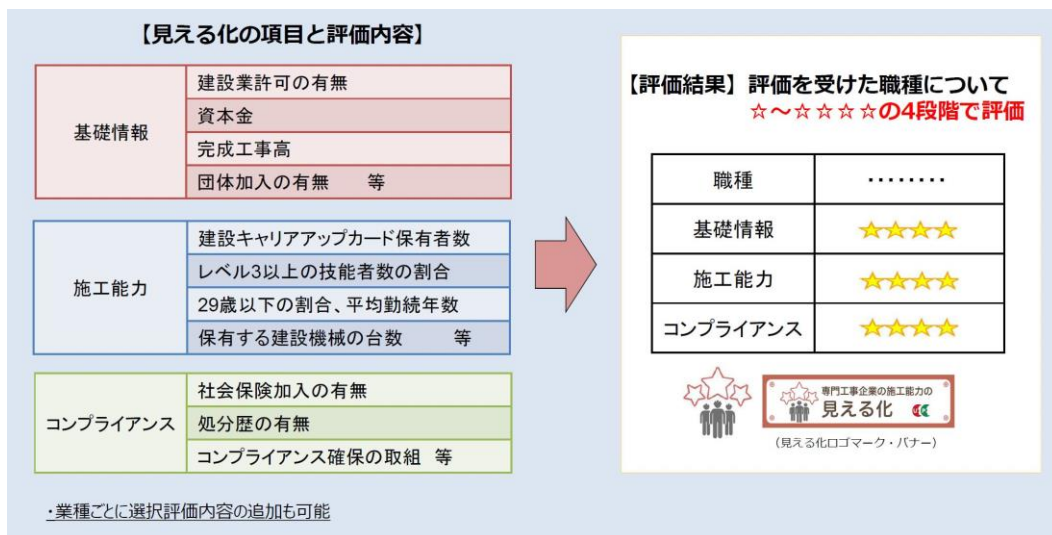 【見える化の項目と評価内容】
基礎情報
建設業許可の有無
資本金
完成工事高
団体加入の有無　等
施工能力
建設キャリアアップカード保有者数
レベル3以上の技能者数の割合
29歳以下の割合、平均勤続年数
保有する建設機械の台数　等
コンプライアンス
社会保険加入の有無
処分歴の有無
コンプライアンス確保の取組 等
・業種ごとに選択評価内容の追加も可能
【評価結果】評価を受けた職種について
☆～☆☆☆☆の4段階で評価
職種 ‥‥‥‥
基礎情報 ☆☆☆☆
施工能力 ☆☆☆☆
コンプライアンス ☆☆☆☆
専門工事企業の施工能力の
見える化
(見える化ロゴマーク・バナー)